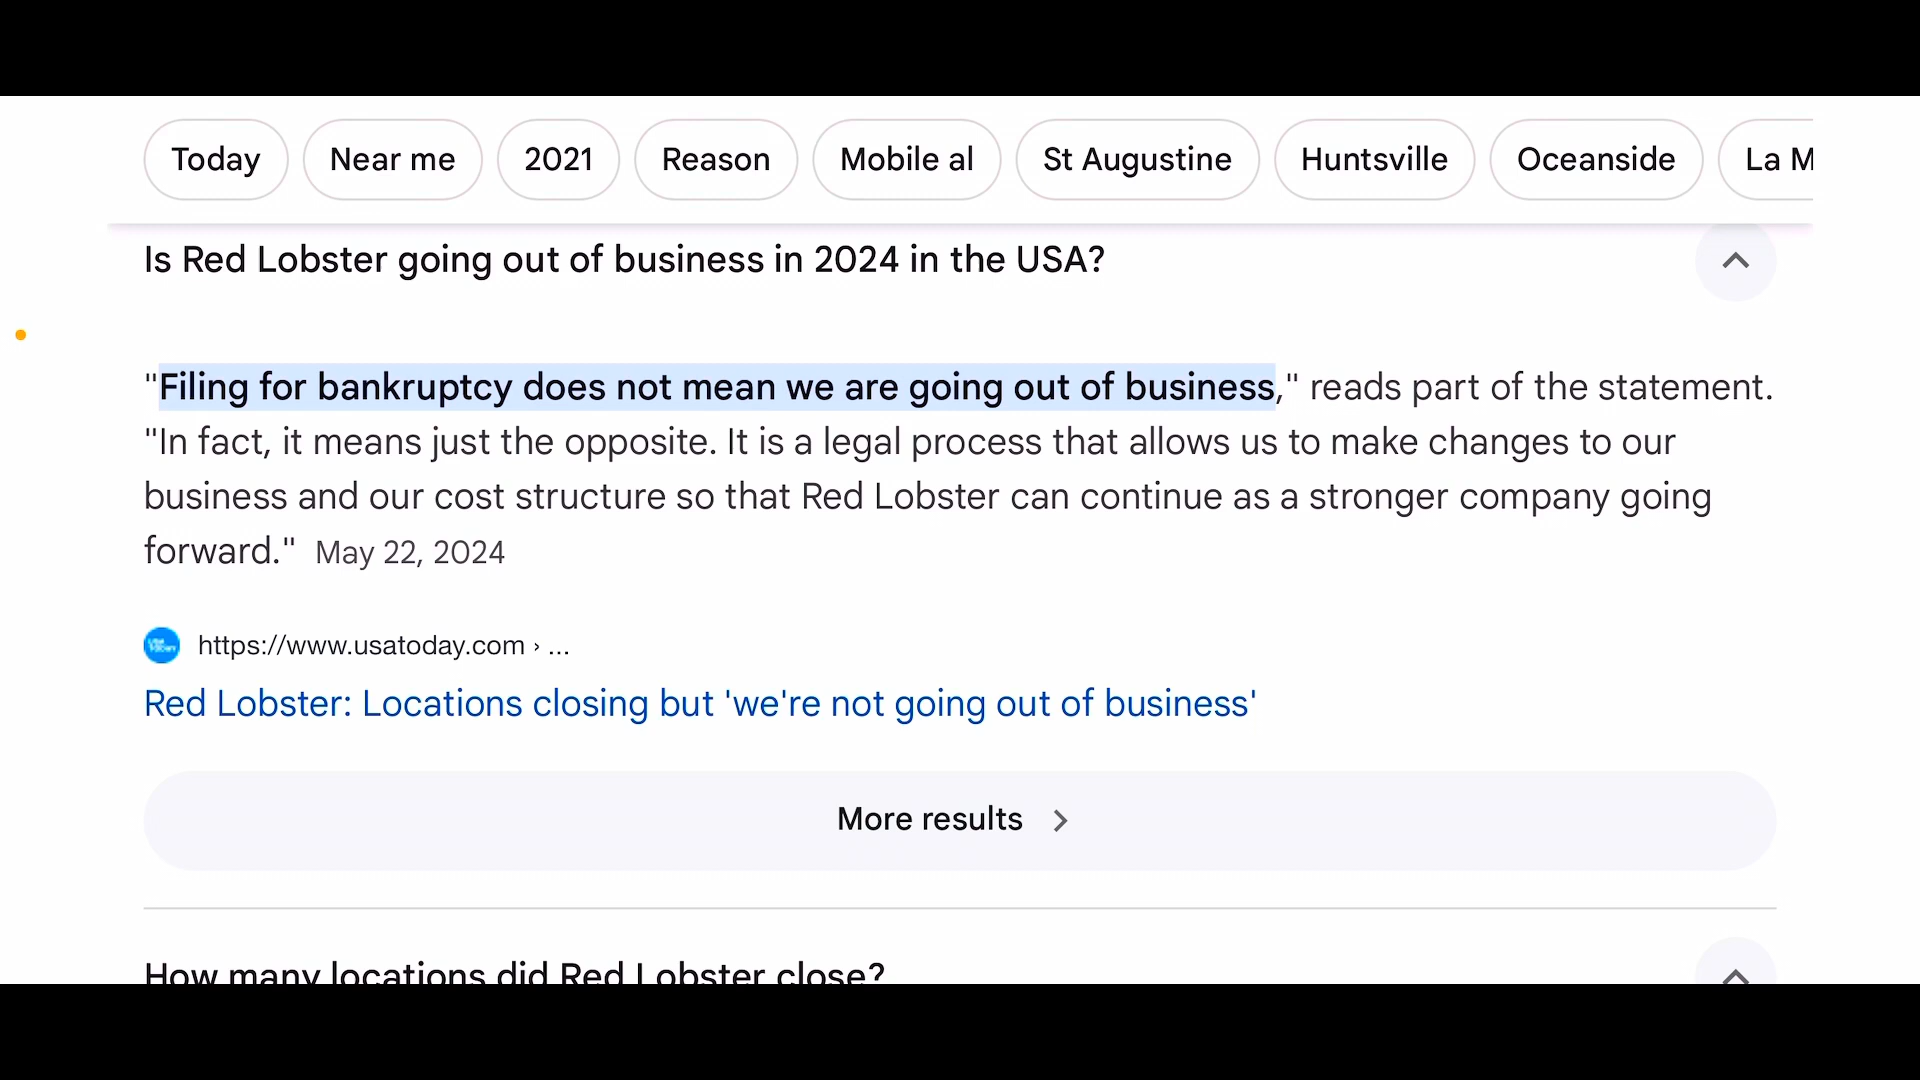 Today Near me 2021 Reason Mobile al St Augustine Huntsville Oceanside La M
Is Red Lobster going out of business in 2024 in the USA?
"Filing for bankruptcy does not mean we are going out of business," reads part of the statement.
"In fact, it means just the opposite. It is a legal process that allows us to make changes to our
business and our cost structure so that Red Lobster can continue as a stronger company going
forward." May 22, 2024
https://www.usatoday.com › ...
Red Lobster: Locations closing but 'we're not going out of business'
More results
How many locations did Red Lobster close?